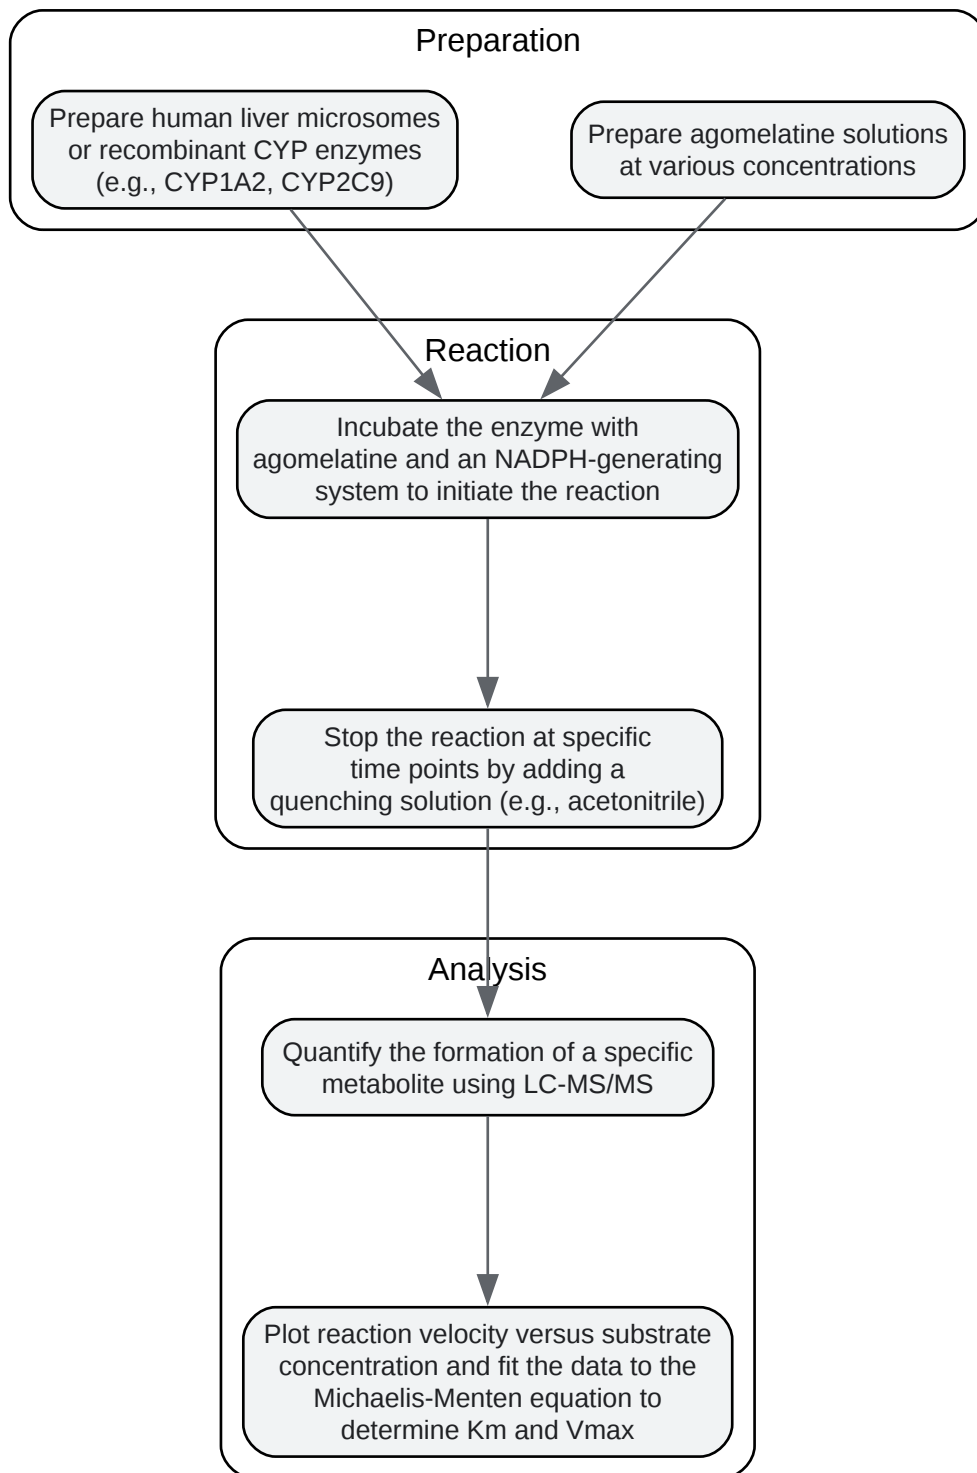 Preparation
Prepare human liver microsomes
or recombinant CYP enzymes
(e.g., CYP1A2, CYP2C9)
Prepare agomelatine solutions
at various concentrations
Reaction
Incubate the enzyme with
agomelatine and an NADPH-generating
system to initiate the reaction
Stop the reaction at specific
time points by adding a
quenching solution (e.g., acetonitrile)
Analysis
Quantify the formation of a specific
metabolite using LC-MS/MS
Plot reaction velocity versus substrate
concentration and fit the data to the
Michaelis-Menten equation to
determine Km and Vmax